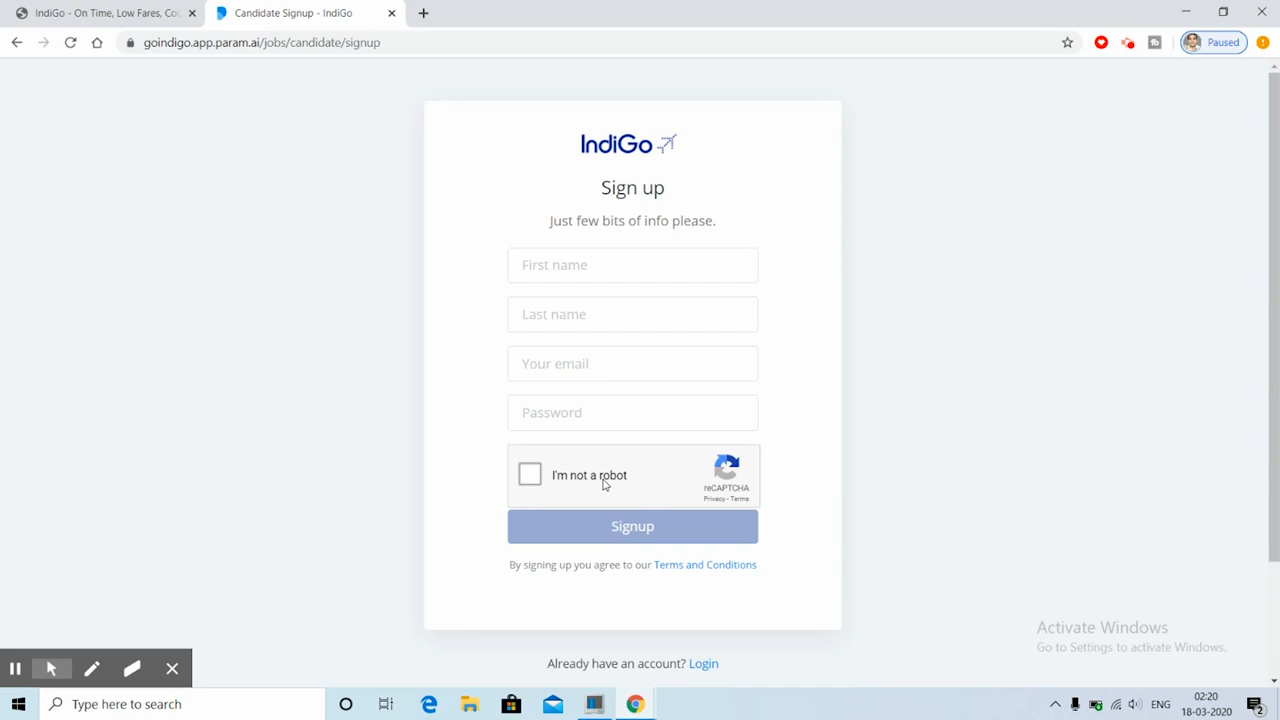 IndiGo - On Time, Low Fares, Cou
Candidate Signup - IndiGo
goindigo.app.param.ai/jobs/candidate/signup
Paused
IndiGo
Sign up
Just few bits of info please.
First name
Last name
Your email
Password
I'm not a robot
reCAPTCHA
Privacy - Terms
Signup
By signing up you agree to our Terms and Conditions
Activate Windows
Go to Settings to activate Windows.
Already have an account? Login
Type here to search
ENG
02:20
18-03-2020
2